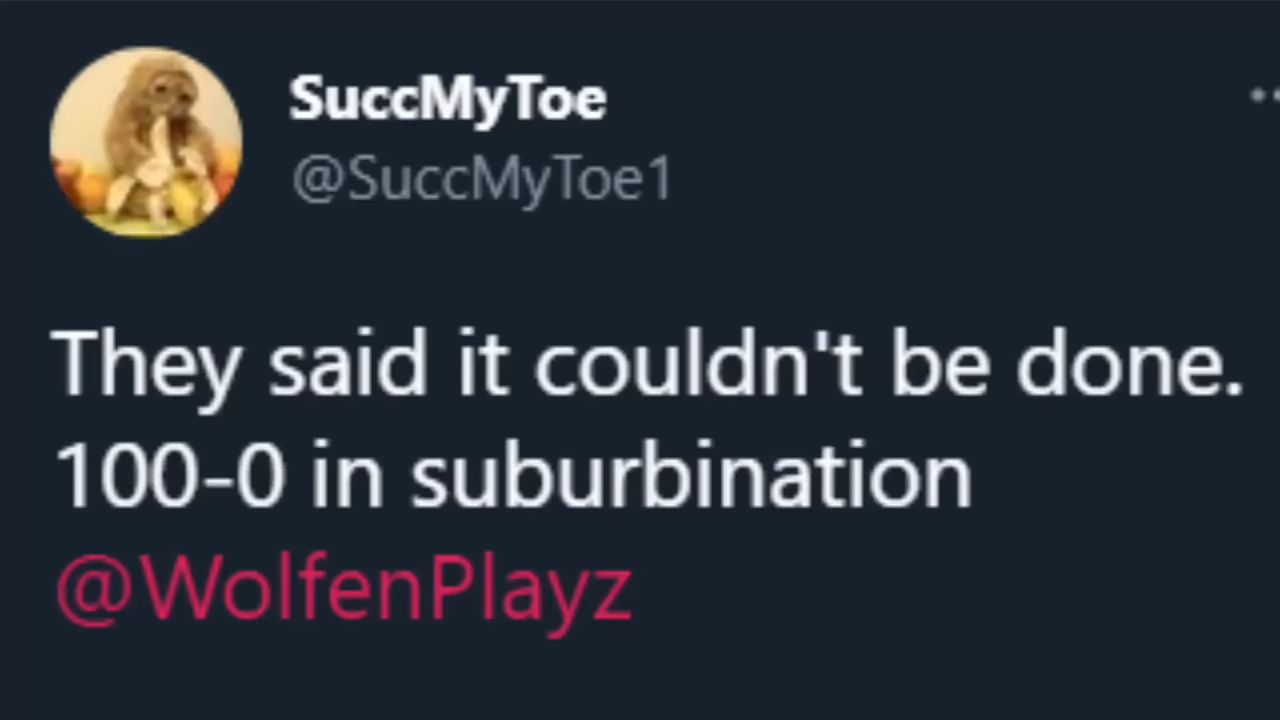 SuccMyToe
@SuccMyToe1
They said it couldn't be done.
100-0 in suburbination
@WolfenPlayz